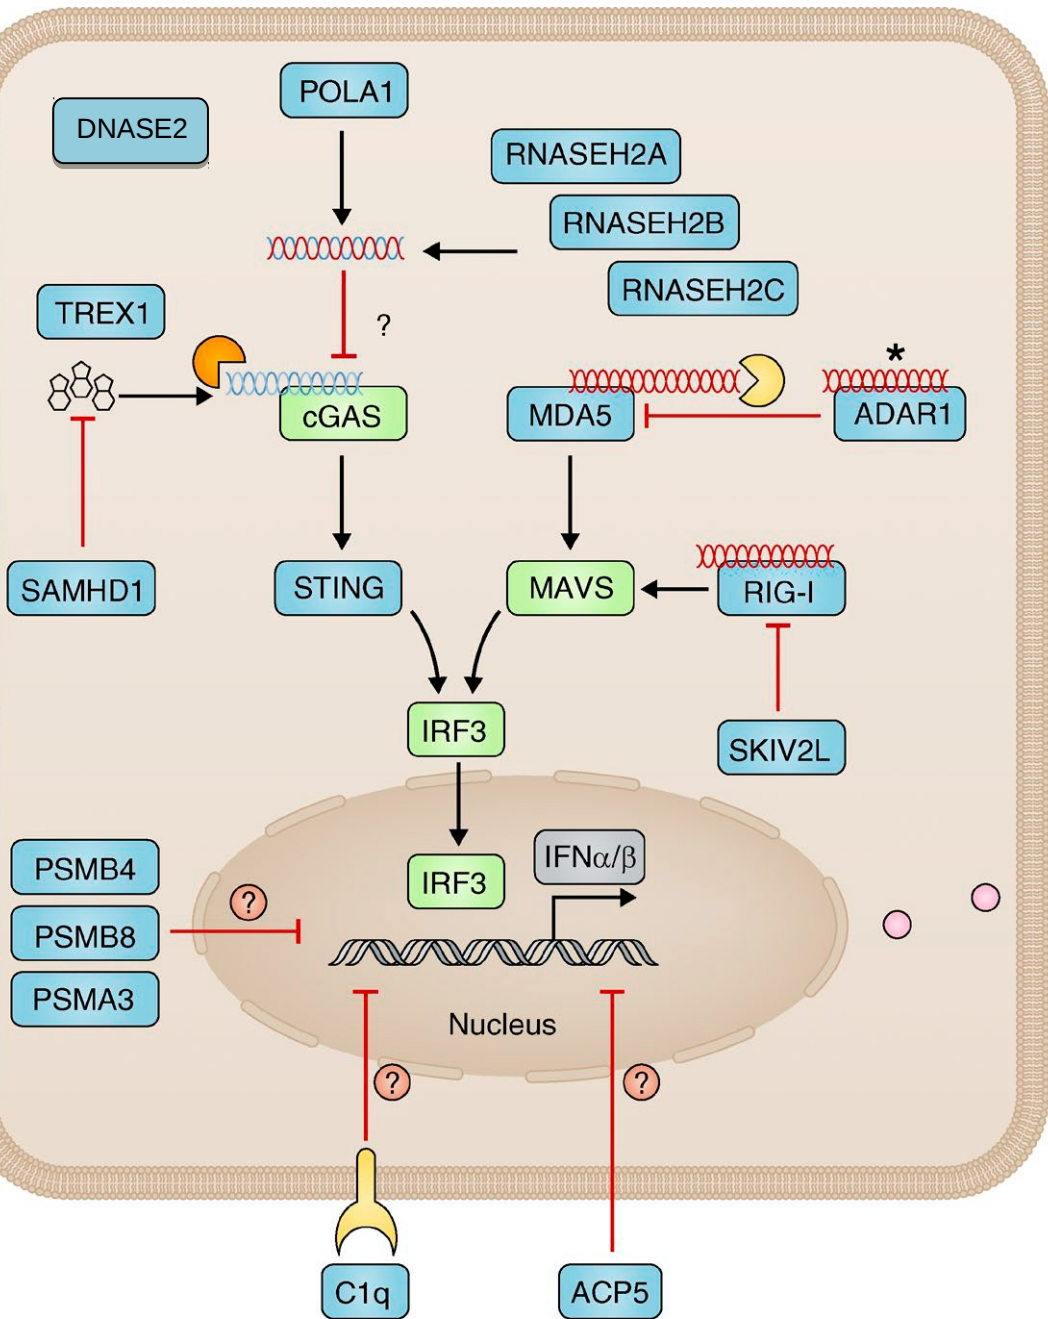 POLA1
DNASE2
RNASEH2A
RNASEH2B
RNASEH2C
TREX1
?
*
cGAS
MDA5
ADAR1
SAMHD1
STING
MAVS
RIG-I
IRF3
SKIV2L
IFNα/β
PSMB4
IRF3
?
PSMB8
PSMA3
Nucleus
?
?
C1q
ACP5